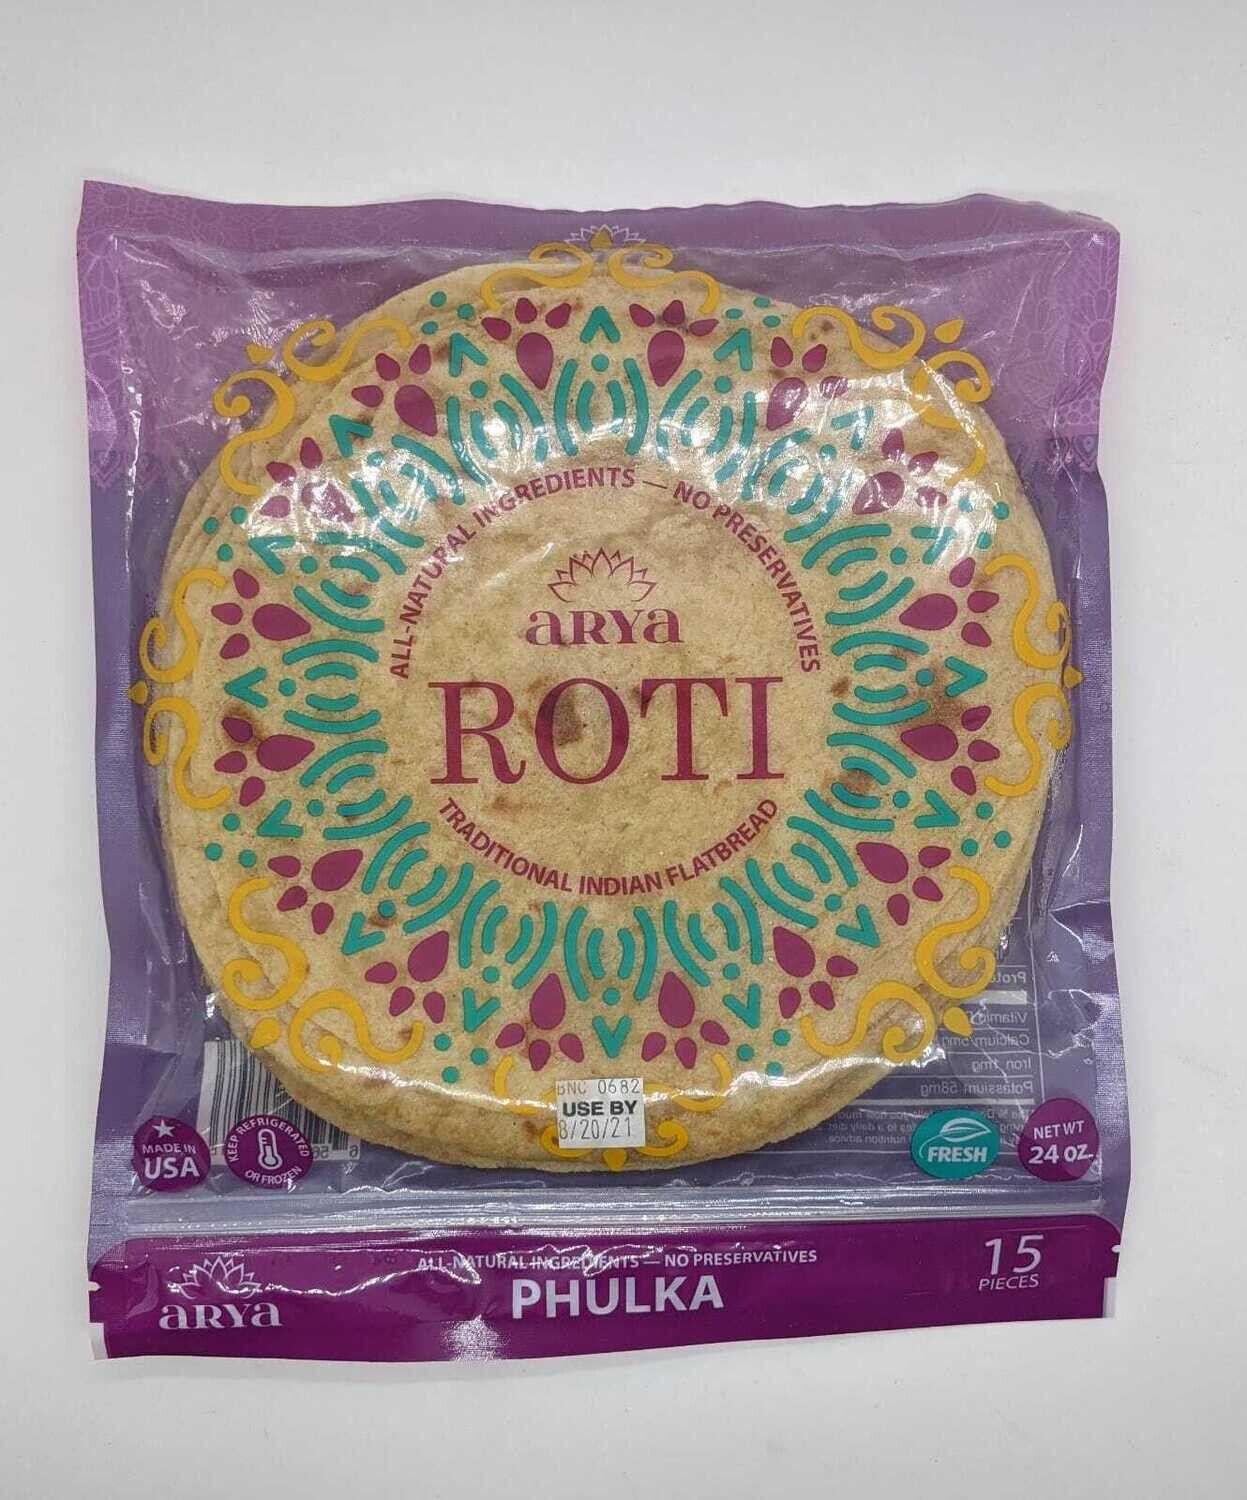 ALL-NATURAL INGREDIENTS — NO PRESERVATIVES
ARYA
ROTI
TRADITIONAL INDIAN FLATBREAD
Vitamin
Calcium 5mg
Iron 1mg
Potassium 58mg
BNC 0682
USE BY
8/20/21
MADE IN
USA
KEEP REFRIGERATED
OR FROZEN
FRESH
NET WT
24 OZ.
ARYA
ALL-NATURAL INGREDIENTS — NO PRESERVATIVES
PHULKA
15
PIECES